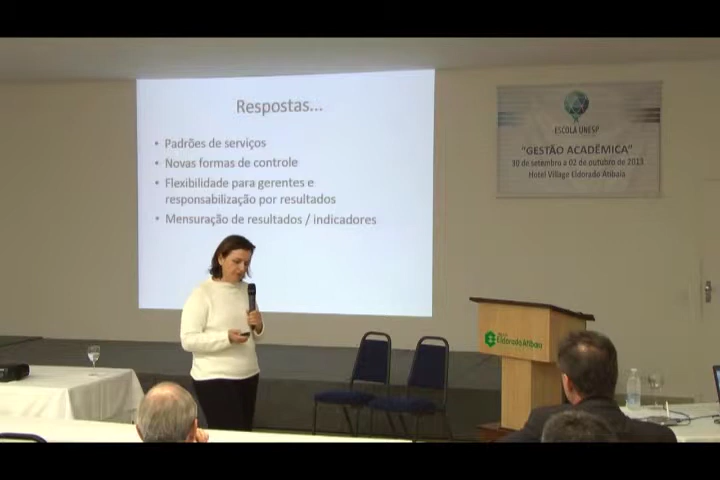 Respostas...
• Padrões de serviços
• Novas formas de controle
• Flexibilidade para gerentes e
responsabilização por resultados
• Mensuração de resultados / indicadores
ESCOLA UNESP
"GESTÃO ACADÊMICA"
30 de setembro a 02 de outubro de 2013
Hotel Village Eldorado Atibaia
Eldorado Atibaia